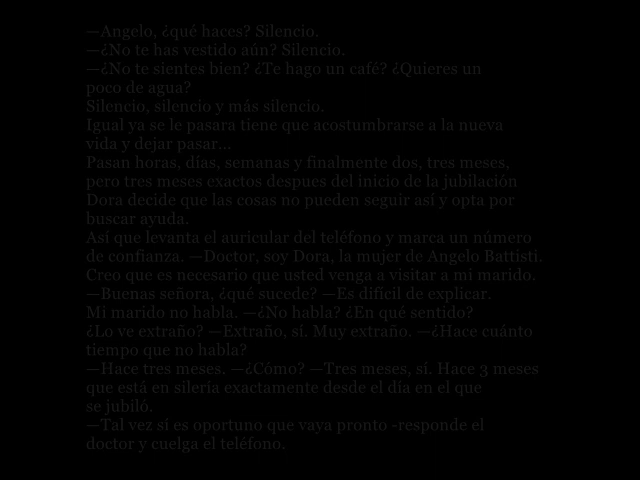 —Angelo, ¿qué haces? Silencio.
—¿No te has vestido aún? Silencio.
—¿No te sientes bien? ¿Te hago un café? ¿Quieres un
poco de agua?
Silencio, silencio y más silencio.
Igual ya se le pasara tiene que acostumbrarse a la nueva
vida y dejar pasar...
Pasan horas, días, semanas y finalmente dos, tres meses,
pero tres meses exactos despues del inicio de la jubilación
Dora decide que las cosas no pueden seguir así y opta por
buscar ayuda.
Así que levanta el auricular del teléfono y marca un número
de confianza. —Doctor, soy Dora, la mujer de Angelo Battisti.
Creo que es necesario que usted venga a visitar a mi marido.
—Buenas señora, ¿qué sucede? —Es difícil de explicar.
Mi marido no habla. —¿No habla? ¿En qué sentido?
¿Lo ve extraño? —Extraño, sí. Muy extraño. —¿Hace cuánto
tiempo que no habla?
—Hace tres meses. —¿Cómo? —Tres meses, sí. Hace 3 meses
que está en sileria exactamente desde el día en el que
se jubiló.
—Tal vez sí es oportuno que vaya pronto -responde el
doctor y cuelga el teléfono.